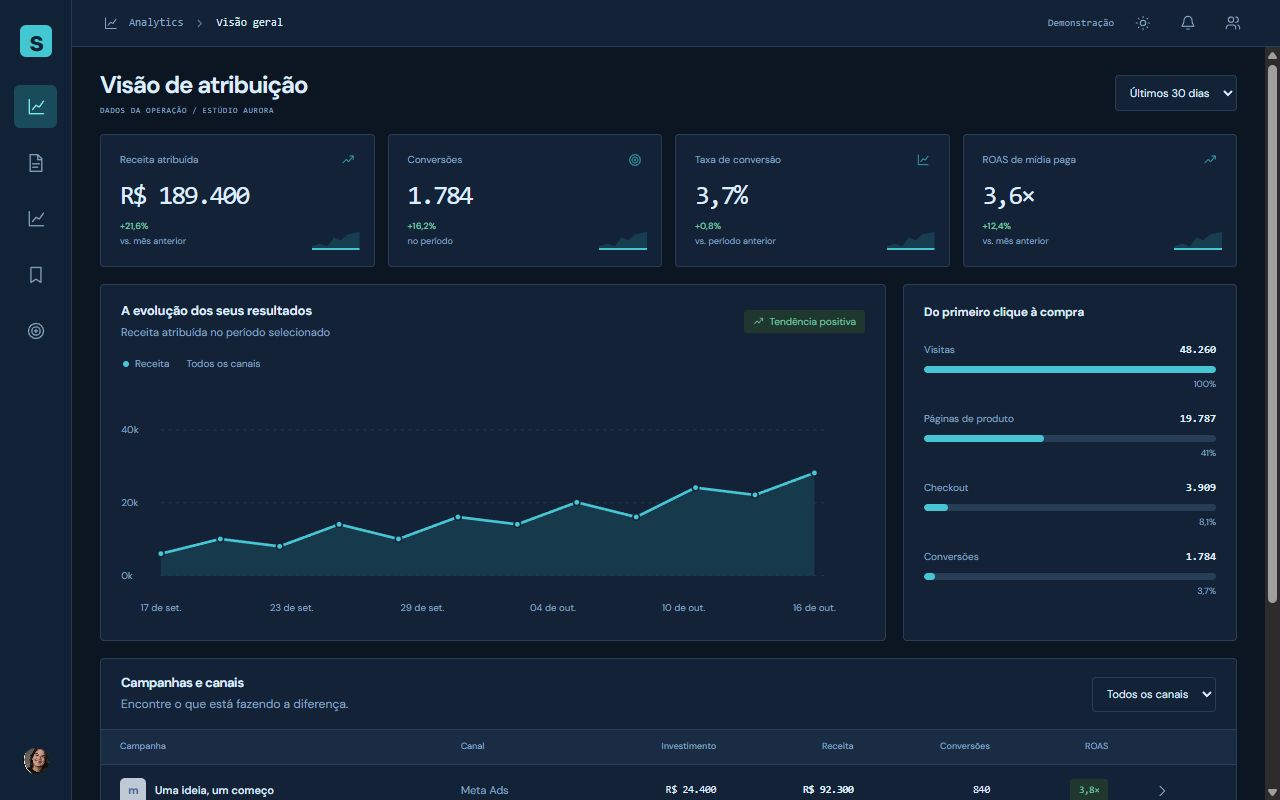 S
Analytics > Visão geral
Demonstração
Visão de atribuição
DADOS DA OPERAÇÃO / ESTÚDIO AURORA
Últimos 30 dias
Receita atribuída
R$ 189.400
+21,6%
vs. mês anterior
Conversões
1.784
+16,2%
no período
Taxa de conversão
3,7%
+0,8%
vs. período anterior
ROAS de mídia paga
3,6×
+12,4%
vs. mês anterior
A evolução dos seus resultados
Receita atribuída no período selecionado
Tendência positiva
Receita Todos os canais
40k
20k
0k
17 de set. 23 de set. 29 de set. 04 de out. 10 de out. 16 de out.
Do primeiro clique à compra
Visitas 48.260
100%
Páginas de produto 19.787
41%
Checkout 3.909
8,1%
Conversões 1.784
3,7%
Campanhas e canais
Encontre o que está fazendo a diferença.
Todos os canais
Campanha Canal Investimento Receita Conversões ROAS
m Uma ideia, um começo Meta Ads R$ 24.400 R$ 92.300 840 3,8×